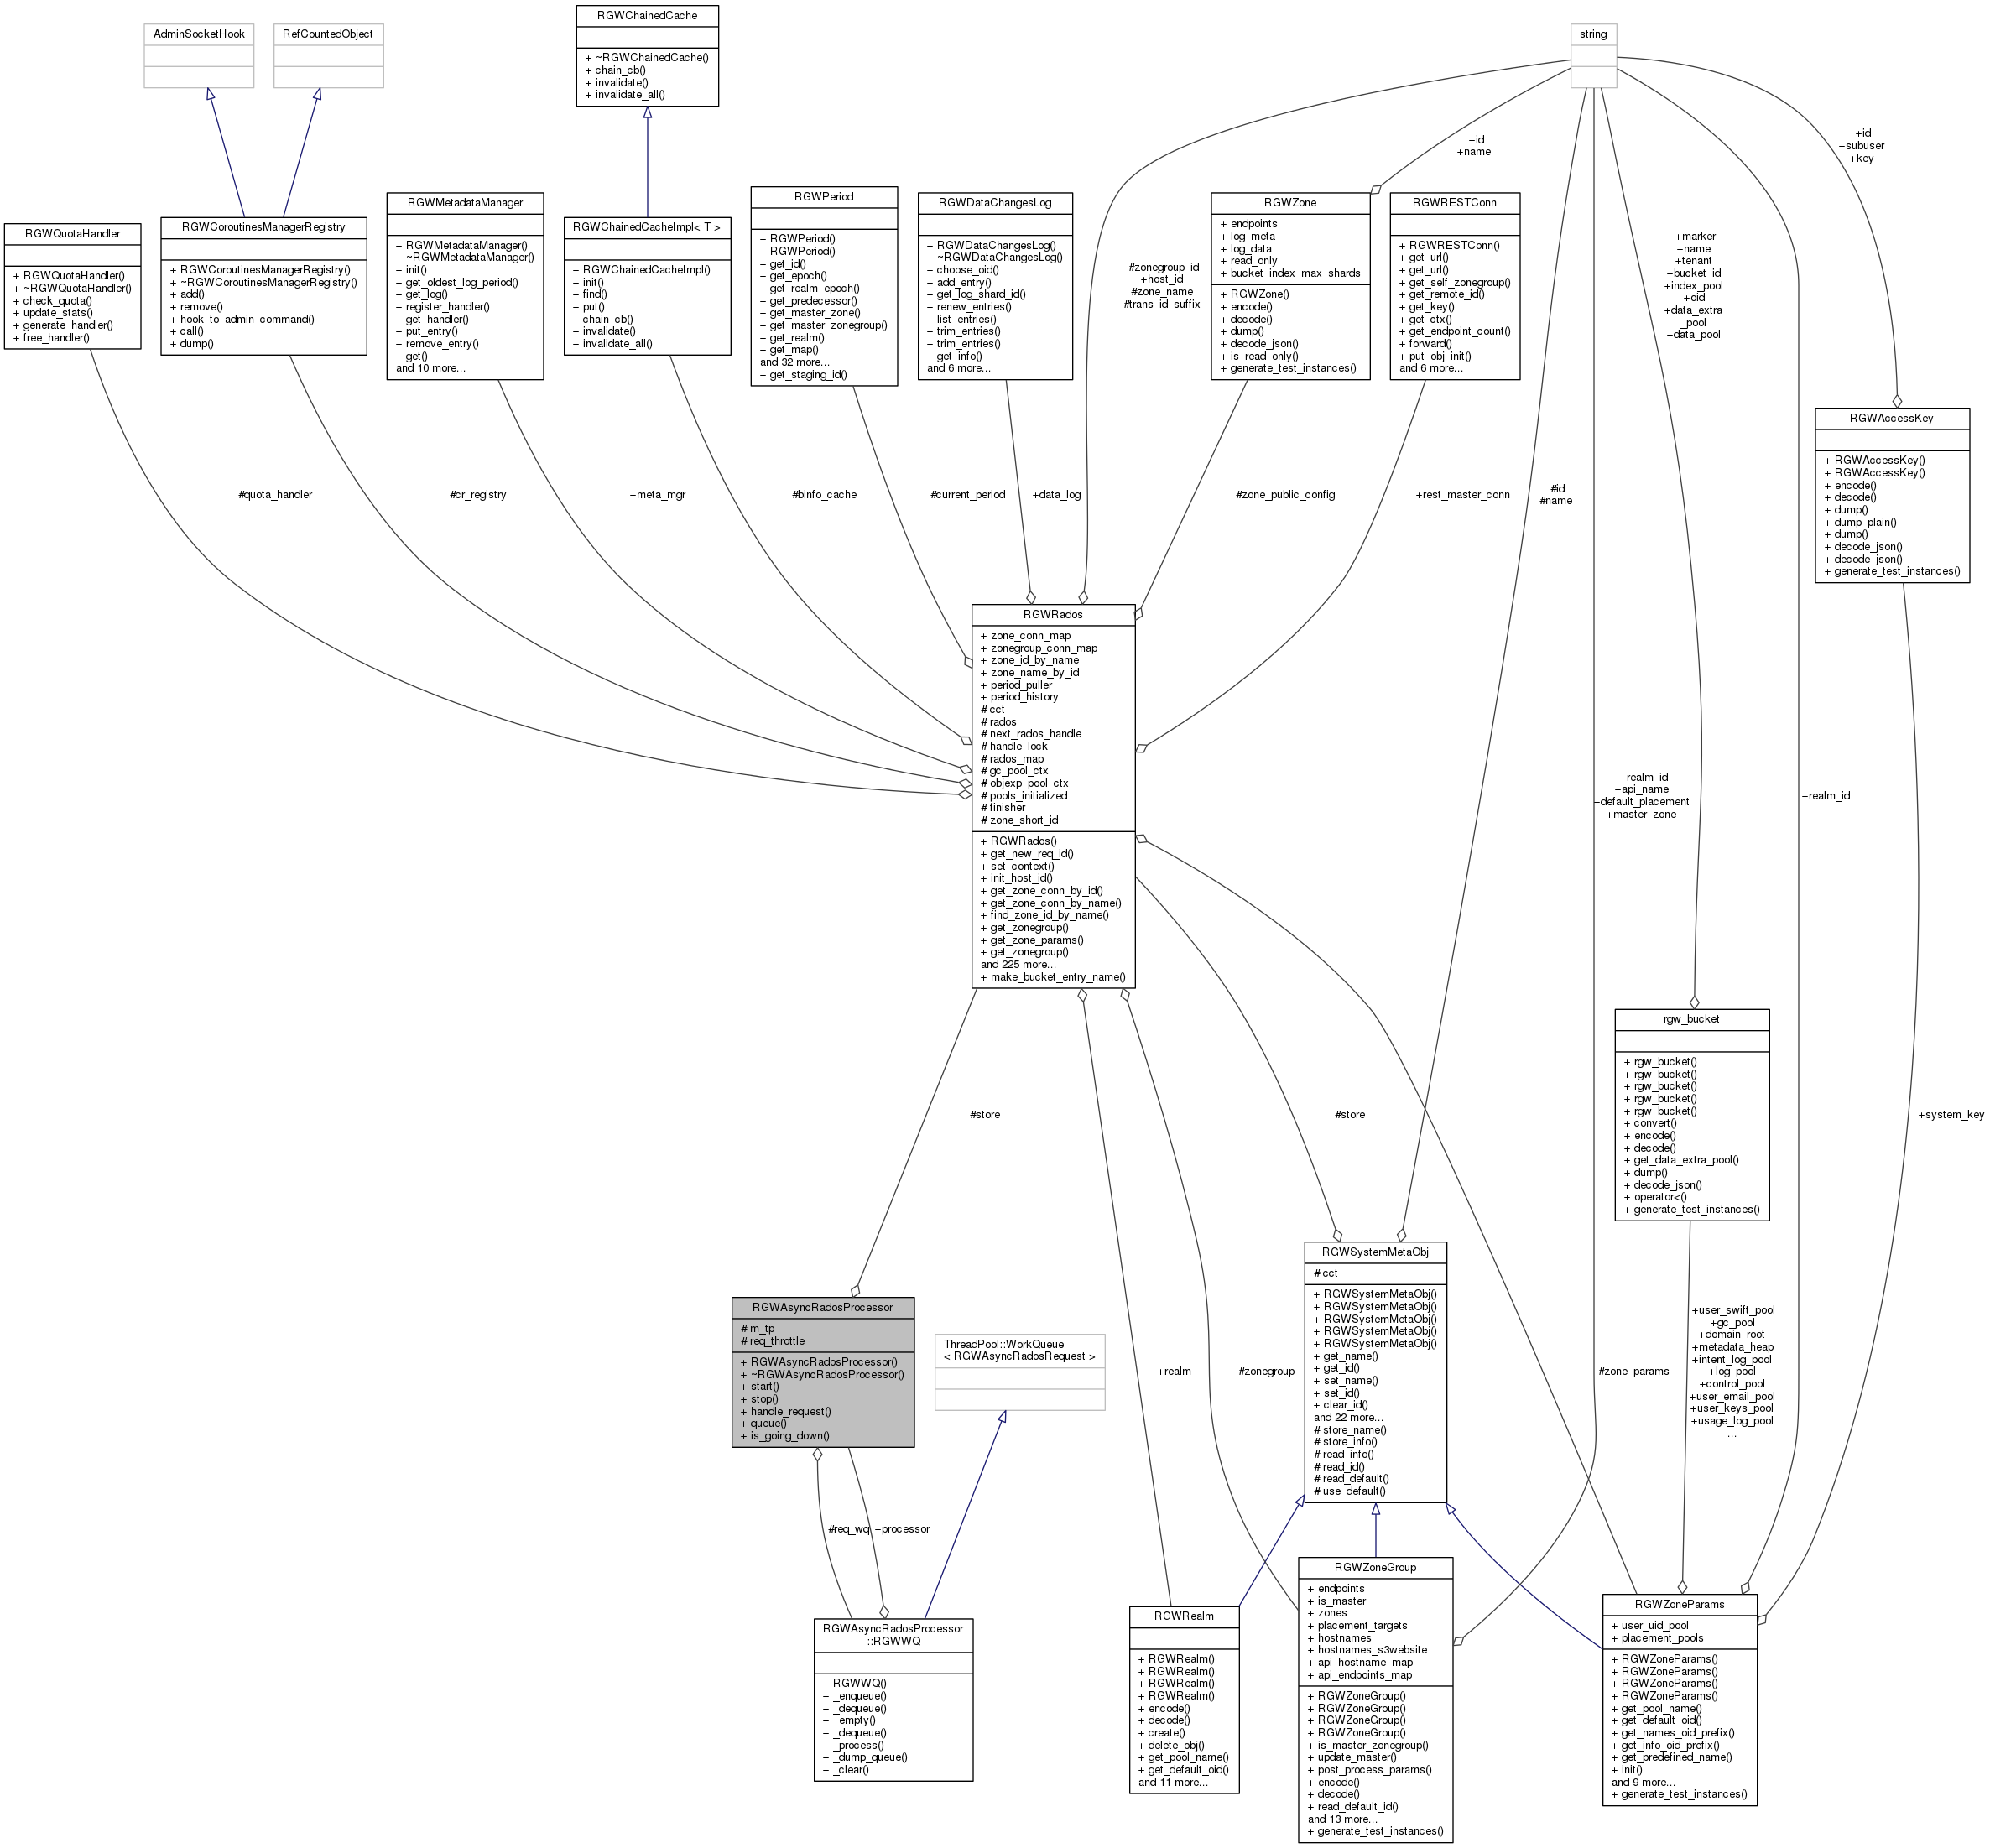 RGWChainedCache
+ ~RGWChainedCache()
+ chain_cb()
+ invalidate()
+ invalidate_all()
AdminSocketHook
RefCountedObject
string
+id
+name
+id
+subuser
+key
RGWQuotaHandler
+ RGWQuotaHandler()
+ ~RGWQuotaHandler()
+ check_quota()
+ update_stats()
+ generate_handler()
+ free_handler()
RGWCoroutinesManagerRegistry
+ RGWCoroutinesManagerRegistry()
+ ~RGWCoroutinesManagerRegistry()
+ add()
+ remove()
+ hook_to_admin_command()
+ call()
+ dump()
RGWMetadataManager
+ RGWMetadataManager()
+ ~RGWMetadataManager()
+ init()
+ get_oldest_log_period()
+ get_log()
+ register_handler()
+ get_handler()
+ put_entry()
+ remove_entry()
+ get()
and 10 more...
RGWChainedCacheImpl< T >
+ RGWChainedCacheImpl()
+ init()
+ find()
+ put()
+ chain_cb()
+ invalidate()
+ invalidate_all()
RGWPeriod
+ RGWPeriod()
+ RGWPeriod()
+ get_id()
+ get_epoch()
+ get_realm_epoch()
+ get_predecessor()
+ get_master_zone()
+ get_master_zonegroup()
+ get_realm()
+ get_map()
and 32 more...
+ get_staging_id()
RGWDataChangesLog
+ RGWDataChangesLog()
+ ~RGWDataChangesLog()
+ choose_oid()
+ add_entry()
+ get_log_shard_id()
+ renew_entries()
+ list_entries()
+ trim_entries()
+ trim_entries()
+ get_info()
and 6 more...
#zonegroup_id
+host_id
#zone_name
#trans_id_suffix
RGWZone
+ endpoints
+ log_meta
+ log_data
+ read_only
+ bucket_index_max_shards
+ RGWZone()
+ encode()
+ decode()
+ dump()
+ decode_json()
+ is_read_only()
+ generate_test_instances()
RGWRESTConn
+ RGWRESTConn()
+ get_url()
+ get_url()
+ get_self_zonegroup()
+ get_remote_id()
+ get_key()
+ get_ctx()
+ get_endpoint_count()
+ forward()
+ put_obj_init()
and 6 more...
+marker
+name
+tenant
+bucket_id
+index_pool
+oid
+data_extra
_pool
+data_pool
RGWAccessKey
+ RGWAccessKey()
+ RGWAccessKey()
+ encode()
+ decode()
+ dump()
+ dump_plain()
+ dump()
+ decode_json()
+ decode_json()
+ generate_test_instances()
#quota_handler
#cr_registry
+meta_mgr
#binfo_cache
#current_period
+data_log
#zone_public_config
+rest_master_conn
#id
#name
RGWRados
+ zone_conn_map
+ zonegroup_conn_map
+ zone_id_by_name
+ zone_name_by_id
+ period_puller
+ period_history
# cct
# rados
# next_rados_handle
# handle_lock
# rados_map
# gc_pool_ctx
# objexp_pool_ctx
# pools_initialized
# finisher
# zone_short_id
+ RGWRados()
+ get_new_req_id()
+ set_context()
+ init_host_id()
+ get_zone_conn_by_id()
+ get_zone_conn_by_name()
+ find_zone_id_by_name()
+ get_zonegroup()
+ get_zone_params()
+ get_zonegroup()
and 225 more...
+ make_bucket_entry_name()
+realm_id
+api_name
+default_placement
+master_zone
+realm_id
rgw_bucket
+ rgw_bucket()
+ rgw_bucket()
+ rgw_bucket()
+ rgw_bucket()
+ rgw_bucket()
+ convert()
+ encode()
+ decode()
+ get_data_extra_pool()
+ dump()
+ decode_json()
+ operator<()
+ generate_test_instances()
#store
#store
+system_key
RGWSystemMetaObj
# cct
+ RGWSystemMetaObj()
+ RGWSystemMetaObj()
+ RGWSystemMetaObj()
+ RGWSystemMetaObj()
+ RGWSystemMetaObj()
+ get_name()
+ get_id()
+ set_name()
+ set_id()
+ clear_id()
and 22 more...
# store_name()
# store_info()
# read_info()
# read_id()
# read_default()
# use_default()
RGWAsyncRadosProcessor
# m_tp
# req_throttle
+ RGWAsyncRadosProcessor()
+ ~RGWAsyncRadosProcessor()
+ start()
+ stop()
+ handle_request()
+ queue()
+ is_going_down()
ThreadPool::WorkQueue
< RGWAsyncRadosRequest >
+realm
#zonegroup
#zone_params
+user_swift_pool
+gc_pool
+domain_root
+metadata_heap
+intent_log_pool
+log_pool
+control_pool
+user_email_pool
+user_keys_pool
+usage_log_pool
...
#req_wq
+processor
RGWAsyncRadosProcessor
::RGWWQ
+ RGWWQ()
+ _enqueue()
+ _dequeue()
+ _empty()
+ _dequeue()
+ _process()
+ _dump_queue()
+ _clear()
RGWRealm
+ RGWRealm()
+ RGWRealm()
+ RGWRealm()
+ RGWRealm()
+ encode()
+ decode()
+ create()
+ delete_obj()
+ get_pool_name()
+ get_default_oid()
and 11 more...
RGWZoneGroup
+ endpoints
+ is_master
+ zones
+ placement_targets
+ hostnames
+ hostnames_s3website
+ api_hostname_map
+ api_endpoints_map
+ RGWZoneGroup()
+ RGWZoneGroup()
+ RGWZoneGroup()
+ RGWZoneGroup()
+ is_master_zonegroup()
+ update_master()
+ post_process_params()
+ encode()
+ decode()
+ read_default_id()
and 13 more...
+ generate_test_instances()
RGWZoneParams
+ user_uid_pool
+ placement_pools
+ RGWZoneParams()
+ RGWZoneParams()
+ RGWZoneParams()
+ RGWZoneParams()
+ get_pool_name()
+ get_default_oid()
+ get_names_oid_prefix()
+ get_info_oid_prefix()
+ get_predefined_name()
+ init()
and 9 more...
+ generate_test_instances()